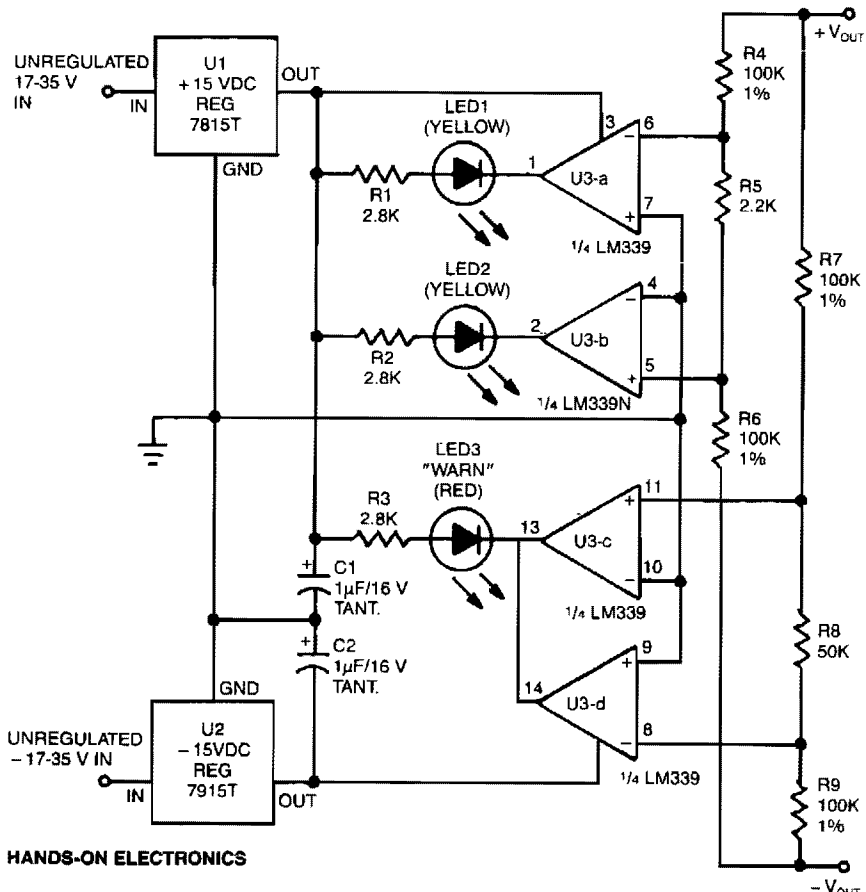 UNREGULATED
17-35 V
IN
IN
U1
+15 VDC
REG
7815T
OUT
GND
LED1
(YELLOW)
R1
2.8K
1
3
6
−
U3-a
7
+
1/4 LM339
R4
100K
1%
+ VOUT
R5
2.2K
R7
100K
1%
LED2
(YELLOW)
R2
2.8K
2
4
−
U3-b
5
+
1/4 LM339N
R6
100K
1%
LED3
"WARN"
(RED)
R3
2.8K
13
11
+
U3-c
10
−
1/4 LM339
+
C1
1μF/16 V
TANT.
+
C2
1μF/16 V
TANT.
R8
50K
14
9
+
U3-d
8
−
1/4 LM339
GND
U2
− 15VDC
REG
7915T
UNREGULATED
− 17-35 V IN
IN
OUT
R9
100K
1%
− VOUT
HANDS-ON ELECTRONICS